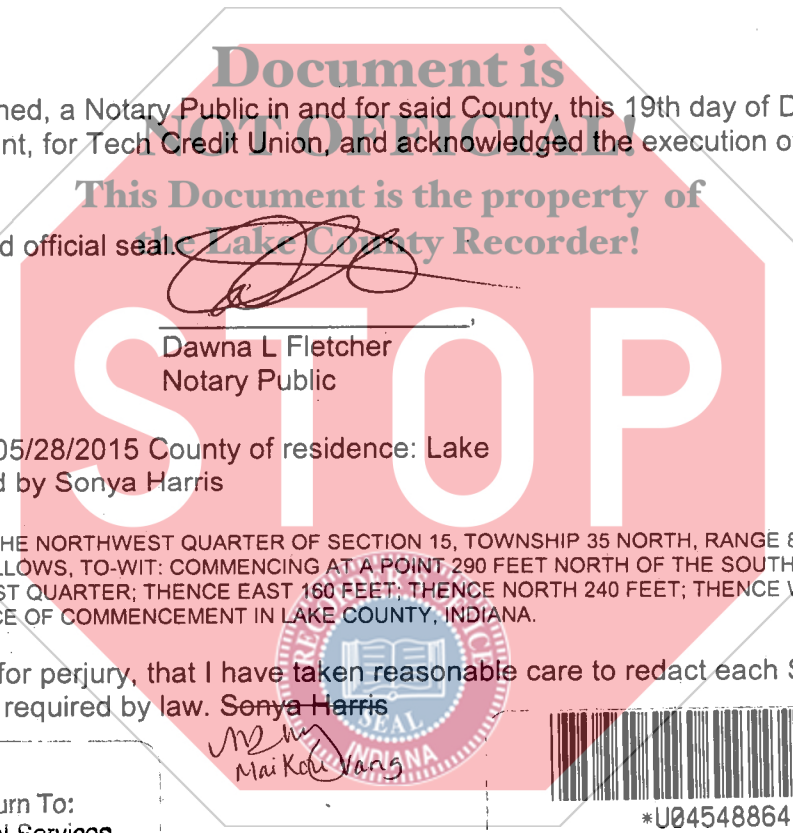 Document is
ned, a Notary Public in and for said County, this 19th day of D
NOT OFFICIAL!
nt, for Tech Credit Union, and acknowledged the execution o
This Document is the property of
the Lake County Recorder!
d official seal.
STOP
Dawna L Fletcher
Notary Public
05/28/2015 County of residence: Lake
d by Sonya Harris
HE NORTHWEST QUARTER OF SECTION 15, TOWNSHIP 35 NORTH, RANGE 8
LLOWS, TO-WIT: COMMENCING AT A POINT 290 FEET NORTH OF THE SOUTH
ST QUARTER; THENCE EAST 160 FEET; THENCE NORTH 240 FEET; THENCE W
CE OF COMMENCEMENT IN LAKE COUNTY, INDIANA.
for perjury, that I have taken reasonable care to redact each S
required by law. Sonya Harris
RECORDER'S OFFICE
SEAL
INDIANA
Mai Kou Vang
urn To:
l Services
*U04548864